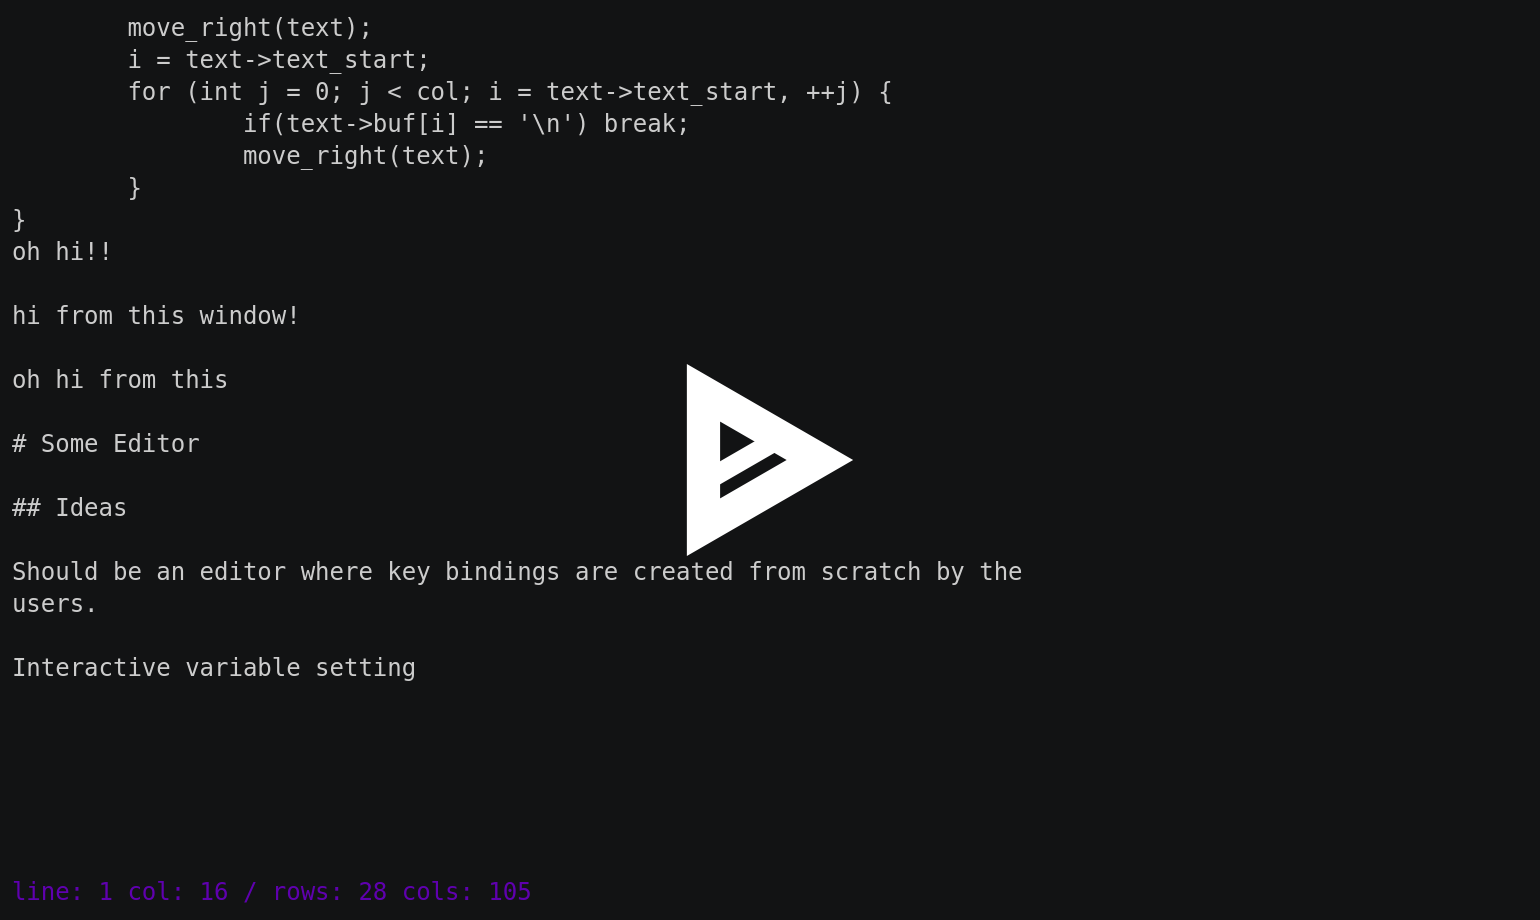 move_right(text);
i = text->text_start;
for (int j = 0; j < col; i = text->text_start, ++j) {
if(text->buf[i] == '\n') break;
move_right(text);
}
}
oh hi!!
hi from this window!
oh hi from this
# Some Editor
## Ideas
Should be an editor where key bindings are created from scratch by the
users.
Interactive variable setting
line: 1 col: 16 / rows: 28 cols: 105